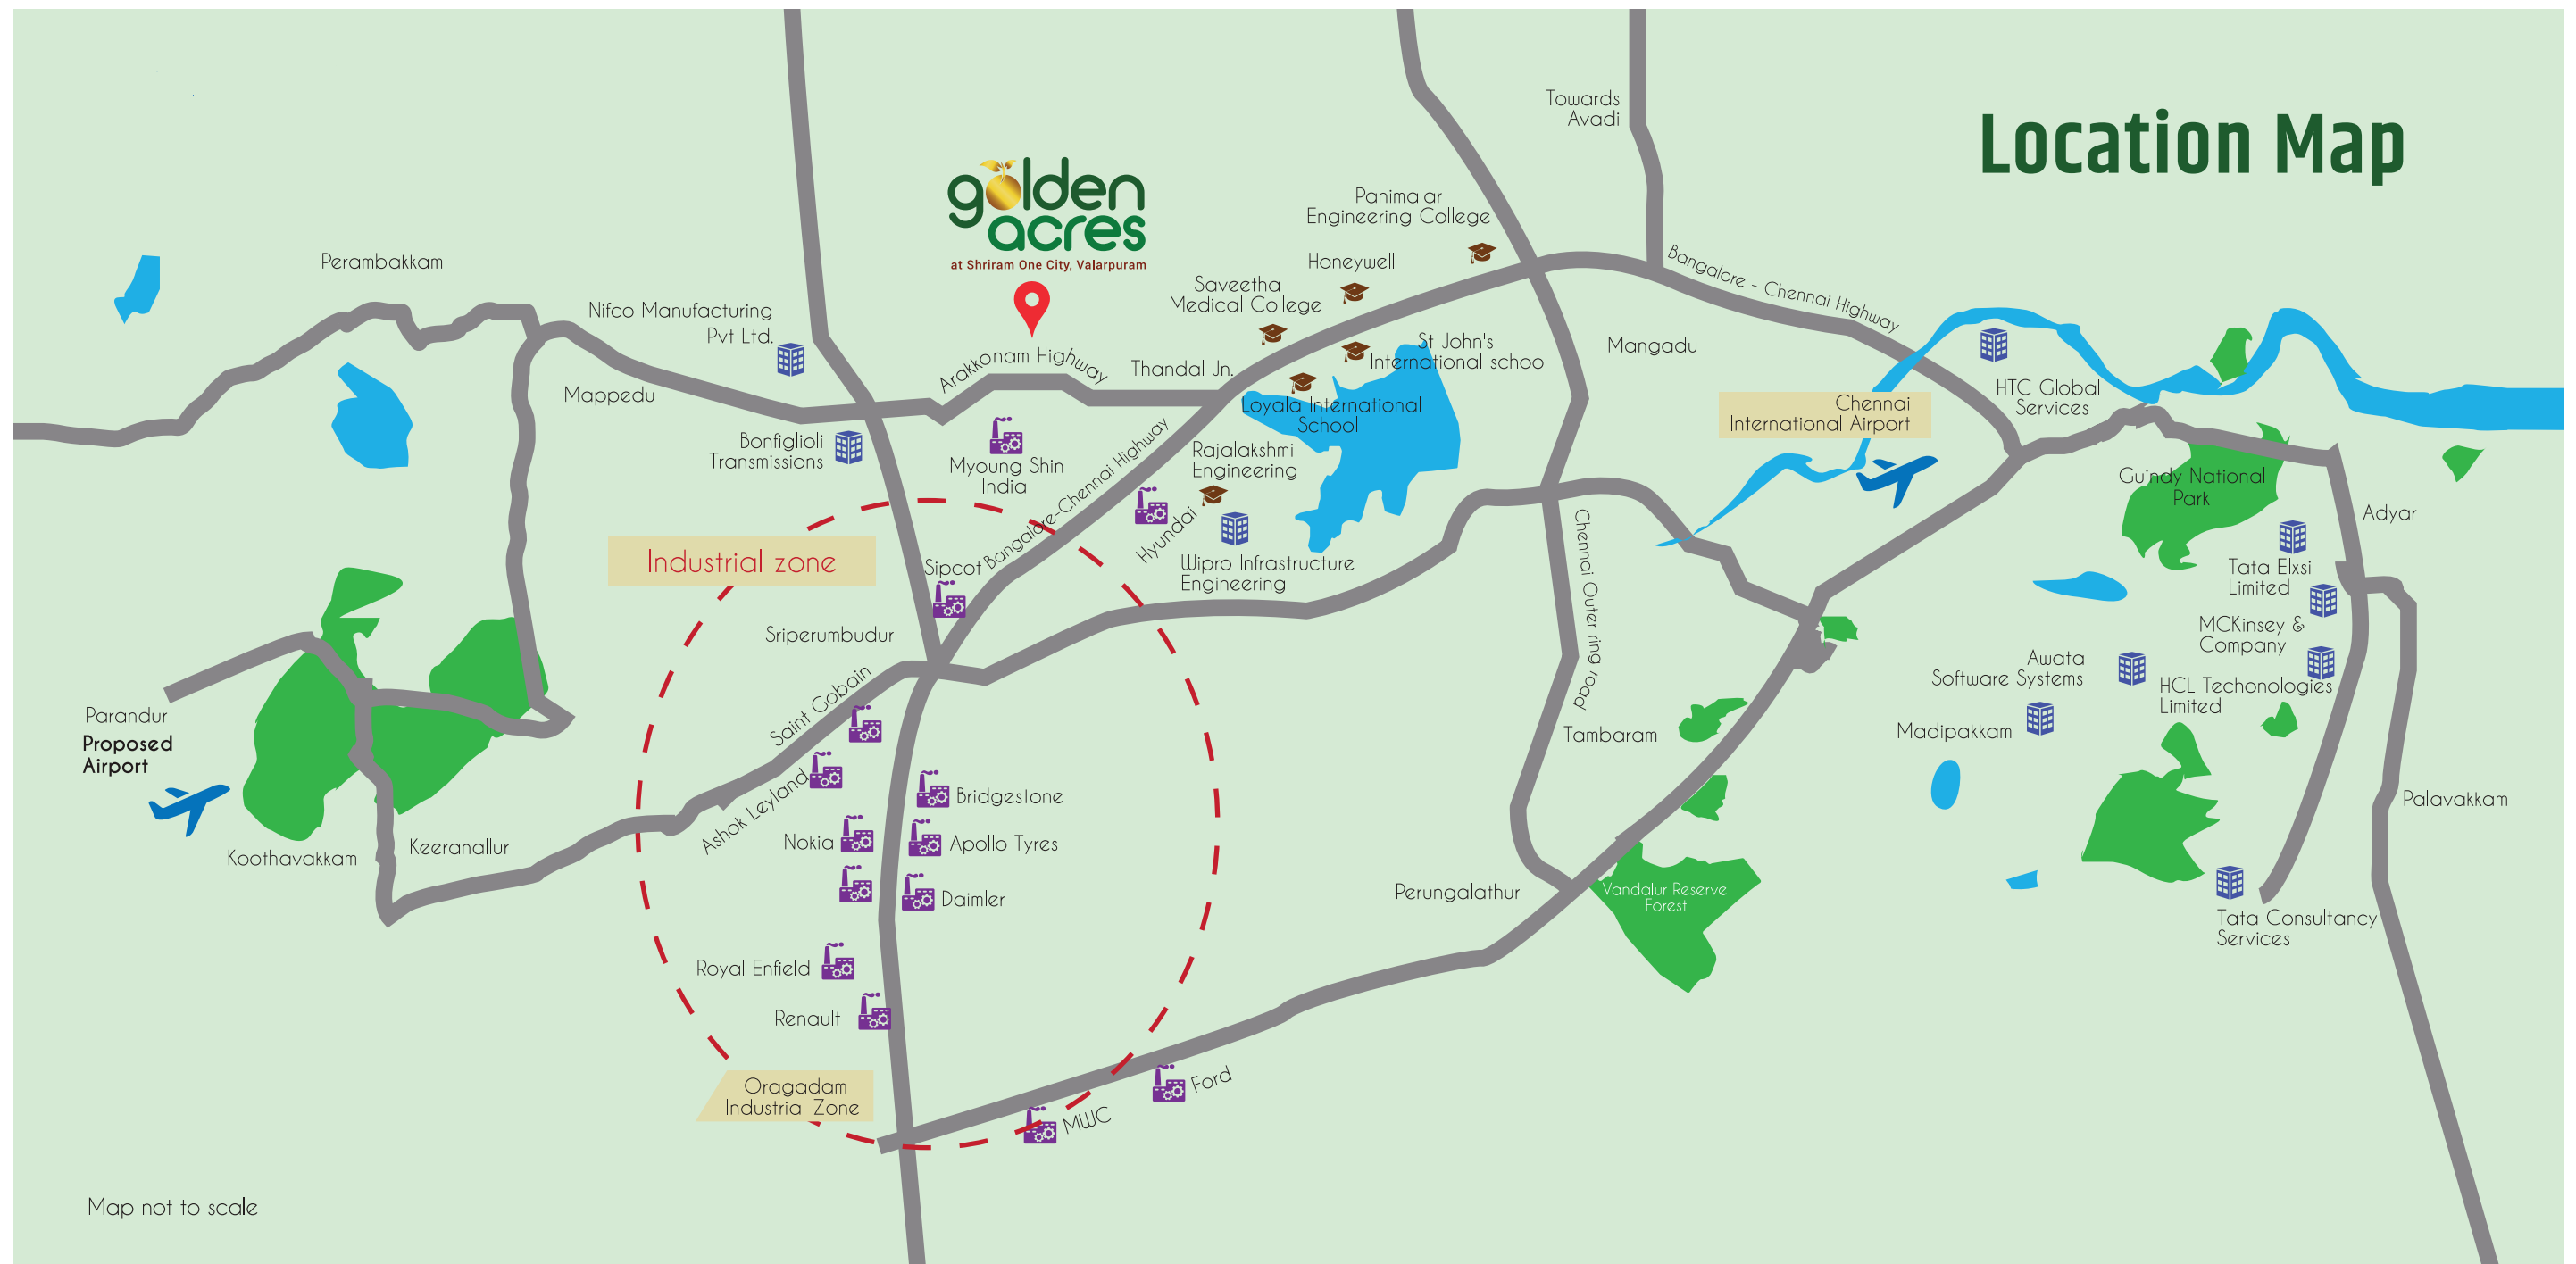 Location Map
Towards
Avadi
golden
acres
at Shriram One City, Valarpuram
Panimalar
Engineering College
Honeywell
Saveetha
Medical College
Bangalore - Chennai Highway
Perambakkam
Nifco Manufacturing
Pvt Ltd.
Arakkonam Highway
Thandal Jn.
St John's
International school
Mangadu
Mappedu
Loyala International
School
Chennai
International Airport
HTC Global
Services
Bonfiglioli
Transmissions
Myoung Shin
India
Bangalore-Chennai Highway
Rajalakshmi
Engineering
Guindy National
Park
Adyar
Industrial zone
Sipcot
Hyundai
Wipro Infrastructure
Engineering
Chennai Outer ring road
Tata Elxsi
Limited
Sriperumbudur
MCKinsey &
Company
Awata
Software Systems
HCL Techonologies
Limited
Saint Gobain
Parandur
Proposed
Airport
Tambaram
Madipakkam
Ashok Leyland
Bridgestone
Palavakkam
Nokia
Apollo Tyres
Koothavakkam
Keeranallur
Daimler
Perungalathur
Vandalur Reserve
Forest
Tata Consultancy
Services
Royal Enfield
Renault
Oragadam
Industrial Zone
Ford
MWC
Map not to scale